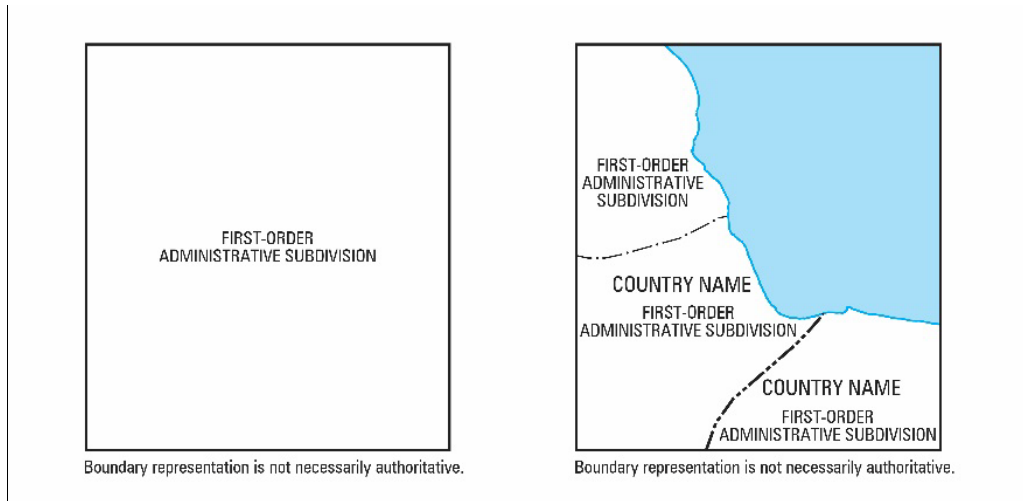 FIRST-ORDER
ADMINISTRATIVE SUBDIVISION
Boundary representation is not necessarily authoritative.
FIRST-ORDER
ADMINISTRATIVE
SUBDIVISION
COUNTRY NAME
FIRST-ORDER
ADMINISTRATIVE SUBDIVISION
COUNTRY NAME
FIRST-ORDER
ADMINISTRATIVE SUBDIVISION
Boundary representation is not necessarily authoritative.